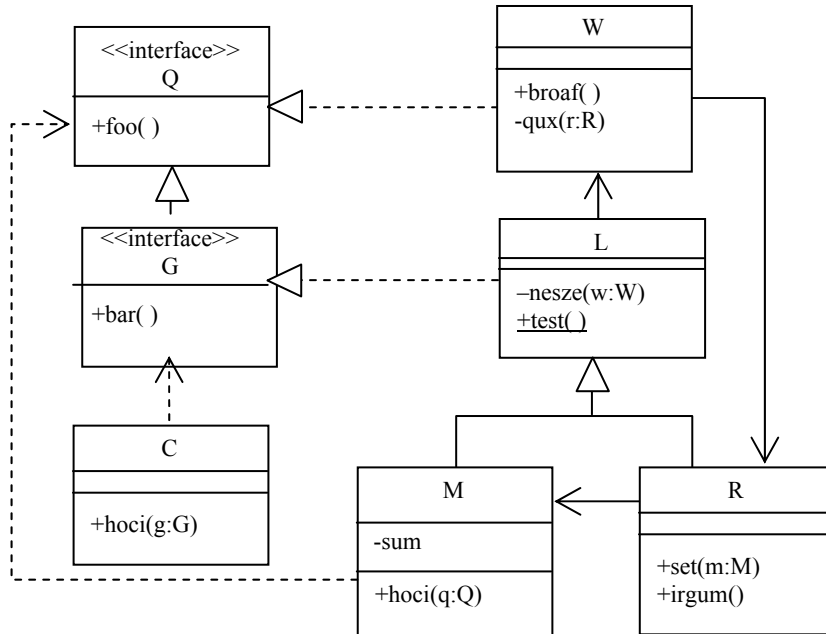 <<interface>>
Q
+foo( )
W
+broaf( )
-qux(r:R)
<<interface>>
G
+bar( )
L
–nesze(w:W)
+test( )
C
+hoci(g:G)
M
-sum
+hoci(q:Q)
R
+set(m:M)
+irgum()